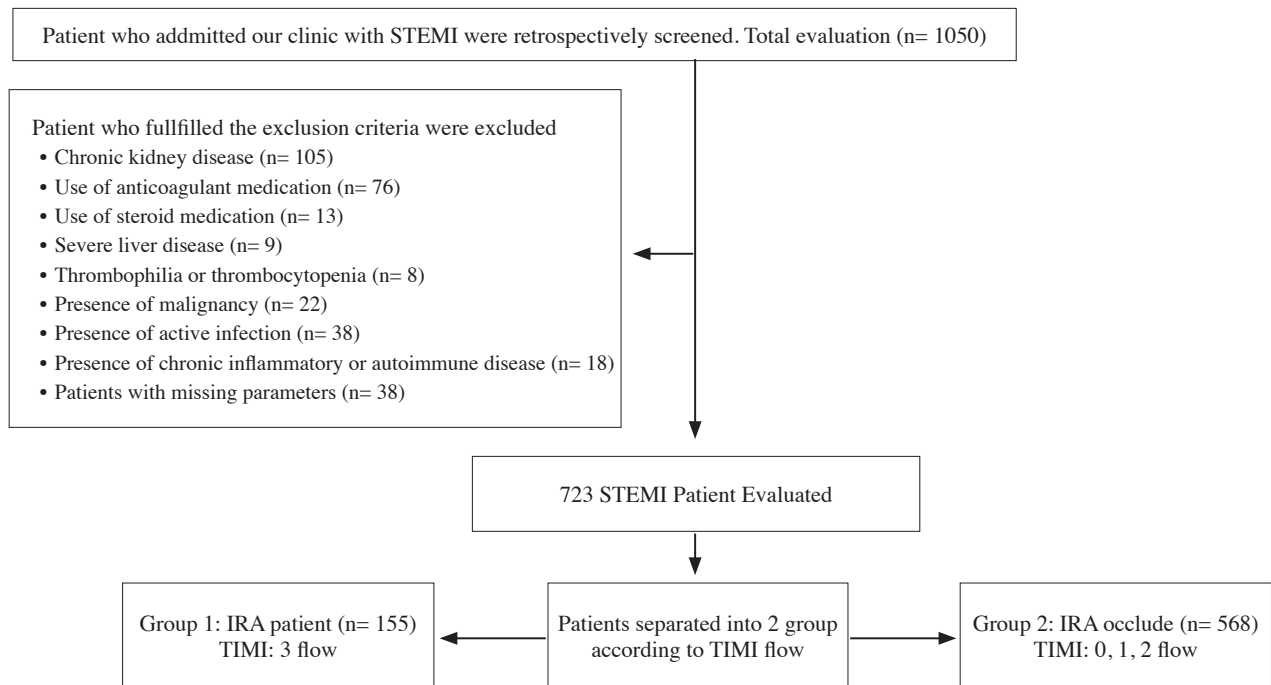 Patient who addmitted our clinic with STEMI were retrospectively screened. Total evaluation (n= 1050)
Patient who fullfilled the exclusion criteria were excluded
• Chronic kidney disease (n= 105)
• Use of anticoagulant medication (n= 76)
• Use of steroid medication (n= 13)
• Severe liver disease (n= 9)
• Thrombophilia or thrombocytopenia (n= 8)
• Presence of malignancy (n= 22)
• Presence of active infection (n= 38)
• Presence of chronic inflammatory or autoimmune disease (n= 18)
• Patients with missing parameters (n= 38)
723 STEMI Patient Evaluated
Group 1: IRA patient (n= 155)
TIMI: 3 flow
Patients separated into 2 group
according to TIMI flow
Group 2: IRA occlude (n= 568)
TIMI: 0, 1, 2 flow